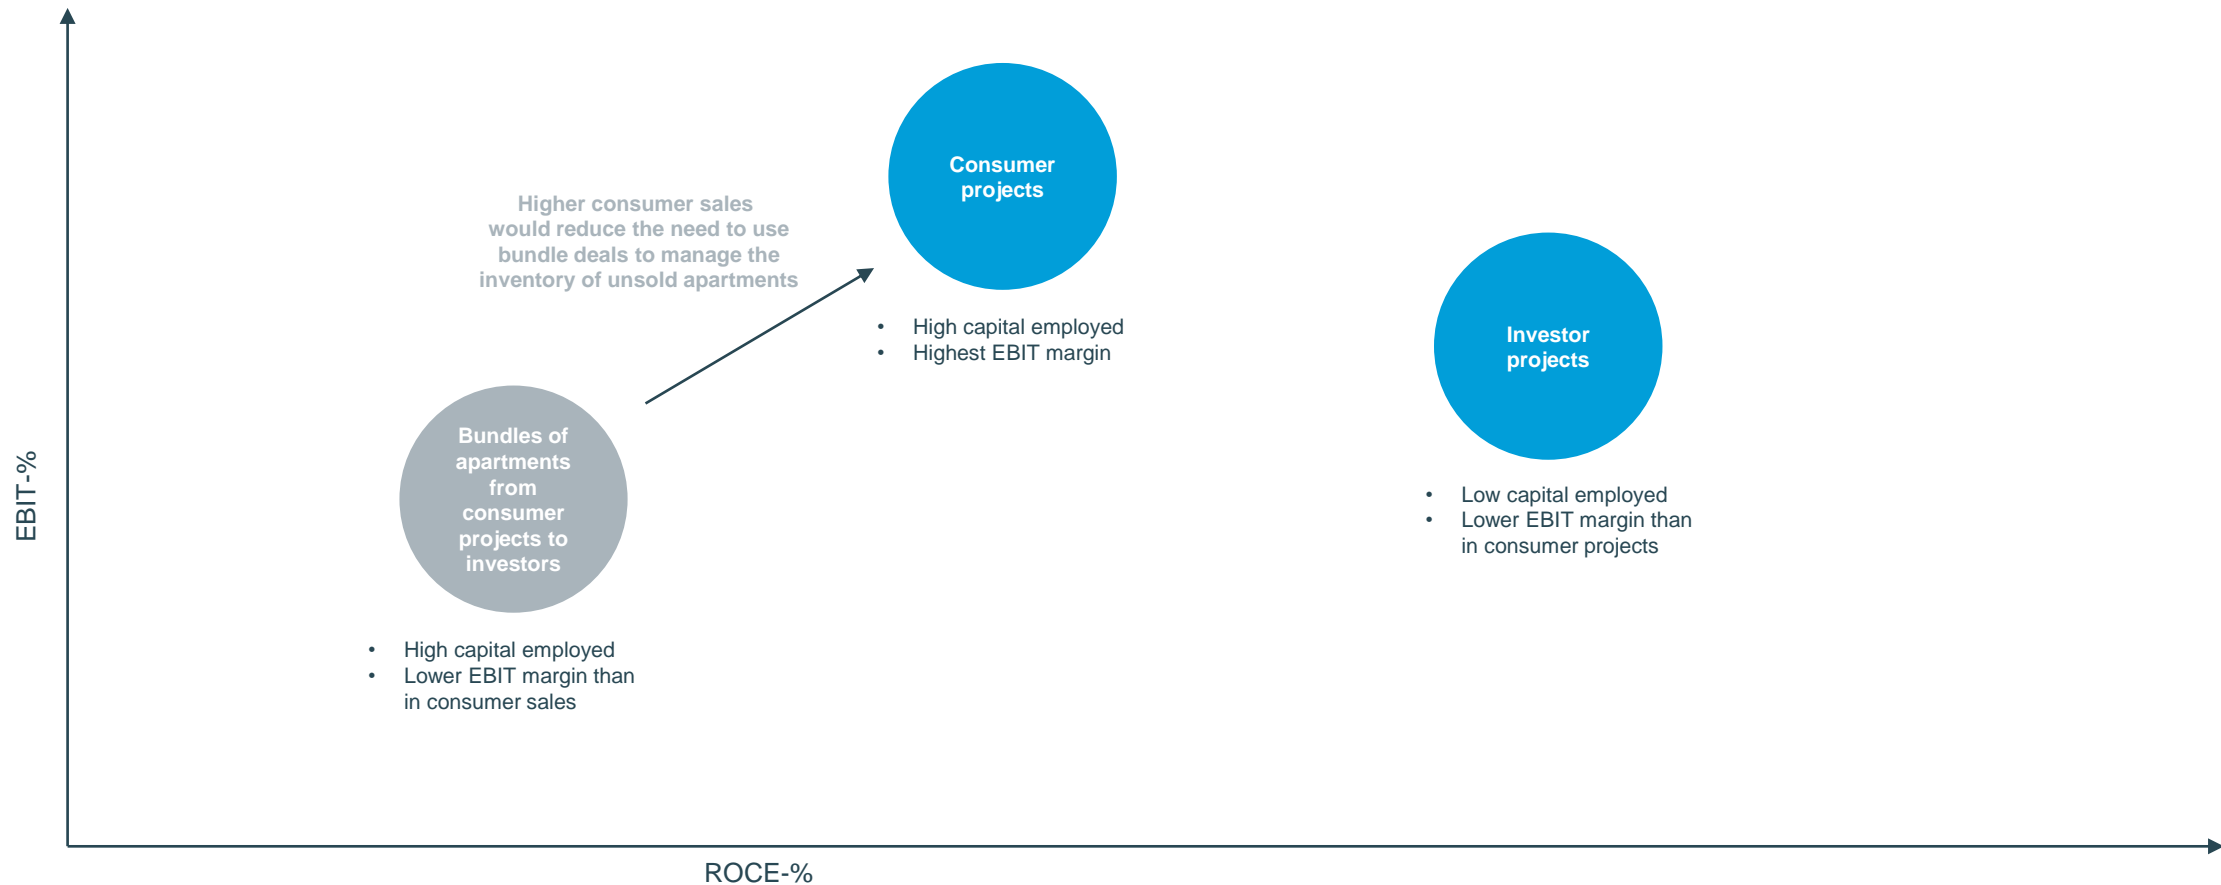 Consumer
projects
Higher consumer sales
would reduce the need to use
bundle deals to manage the
inventory of unsold apartments
• High capital employed
• Highest EBIT margin
Investor
projects
• Low capital employed
• Lower EBIT margin than
in consumer projects
Bundles of
apartments
from
consumer
projects to
investors
• High capital employed
• Lower EBIT margin than
in consumer sales
EBIT-%
ROCE-%